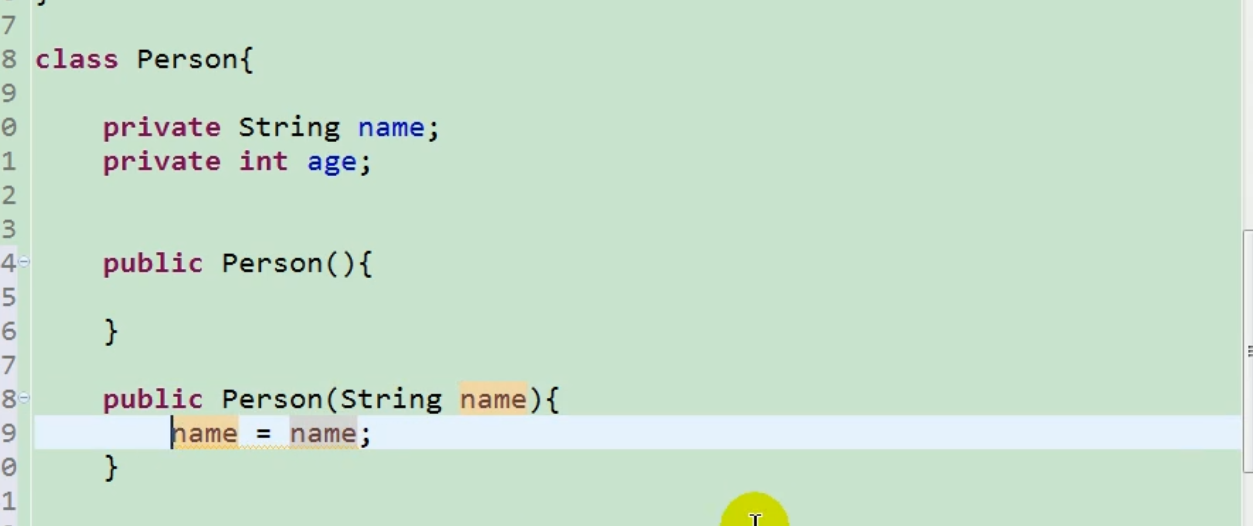 7
8 class Person{
9
0 private String name;
1 private int age;
2
3
4 public Person(){
5
6 }
7
8 public Person(String name){
9 name = name;
0 }
1